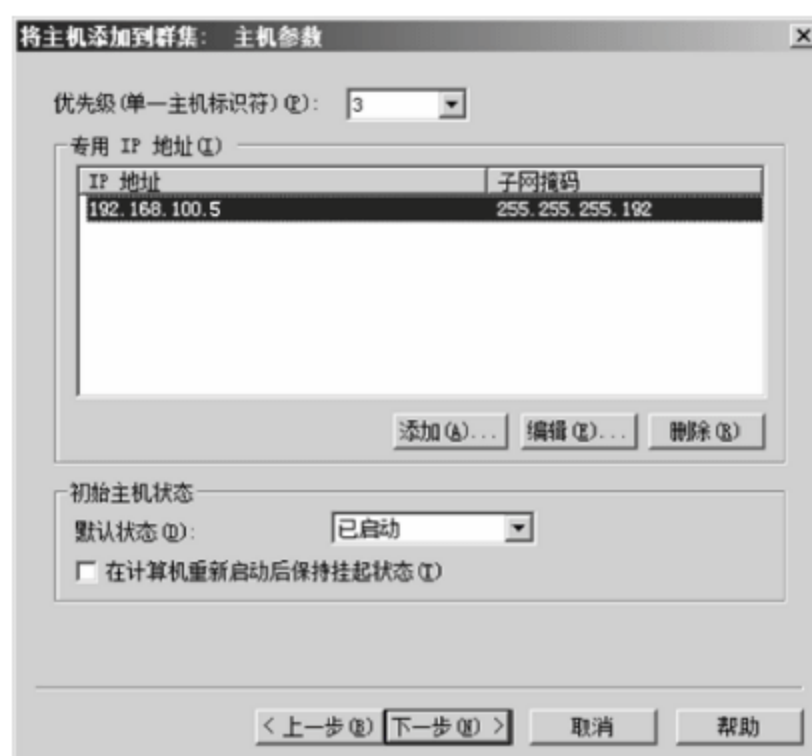 将主机添加到群集: 主机参数
优先级(单一主机标识符)(P): 3
专用 IP 地址(I)
IP 地址 子网掩码
192.168.100.5 255.255.255.192
添加(A)... 编辑(E)... 删除(R)
初始主机状态
默认状态(D): 已启动
在计算机重新启动后保持挂起状态(T)
< 上一步(B) 下一步(N) > 取消 帮助